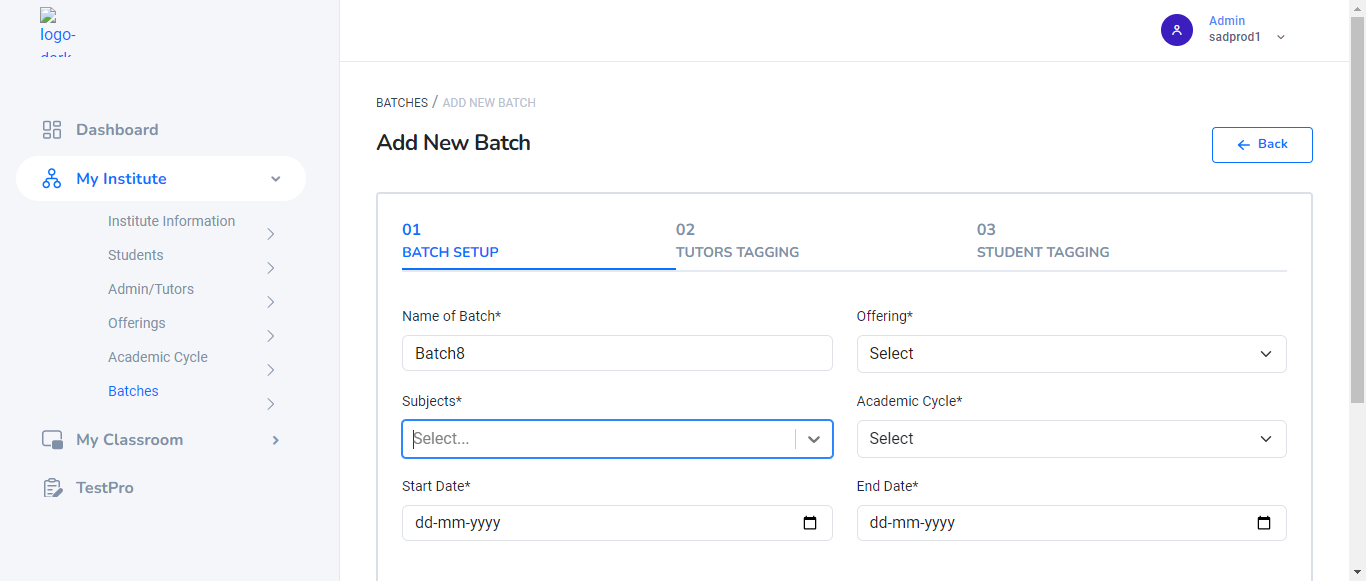 logo-
dark
Admin
sadprod1
BATCHES / ADD NEW BATCH
Add New Batch
Back
Dashboard
My Institute
Institute Information
Students
Admin/Tutors
Offerings
Academic Cycle
Batches
My Classroom
TestPro
01
BATCH SETUP
02
TUTORS TAGGING
03
STUDENT TAGGING
Name of Batch*
Batch8
Offering*
Select
Subjects*
Select...
Academic Cycle*
Select
Start Date*
dd-mm-yyyy
End Date*
dd-mm-yyyy